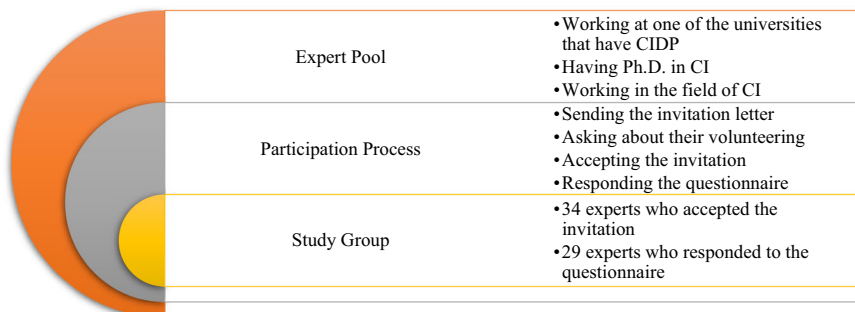 Expert Pool
•Working at one of the universities
that have CIDP
•Having Ph.D. in CI
•Working in the field of CI
Participation Process
•Sending the invitation letter
•Asking about their volunteering
•Accepting the invitation
•Responding the questionnaire
Study Group
•34 experts who accepted the
invitation
•29 experts who responded to the
questionnaire